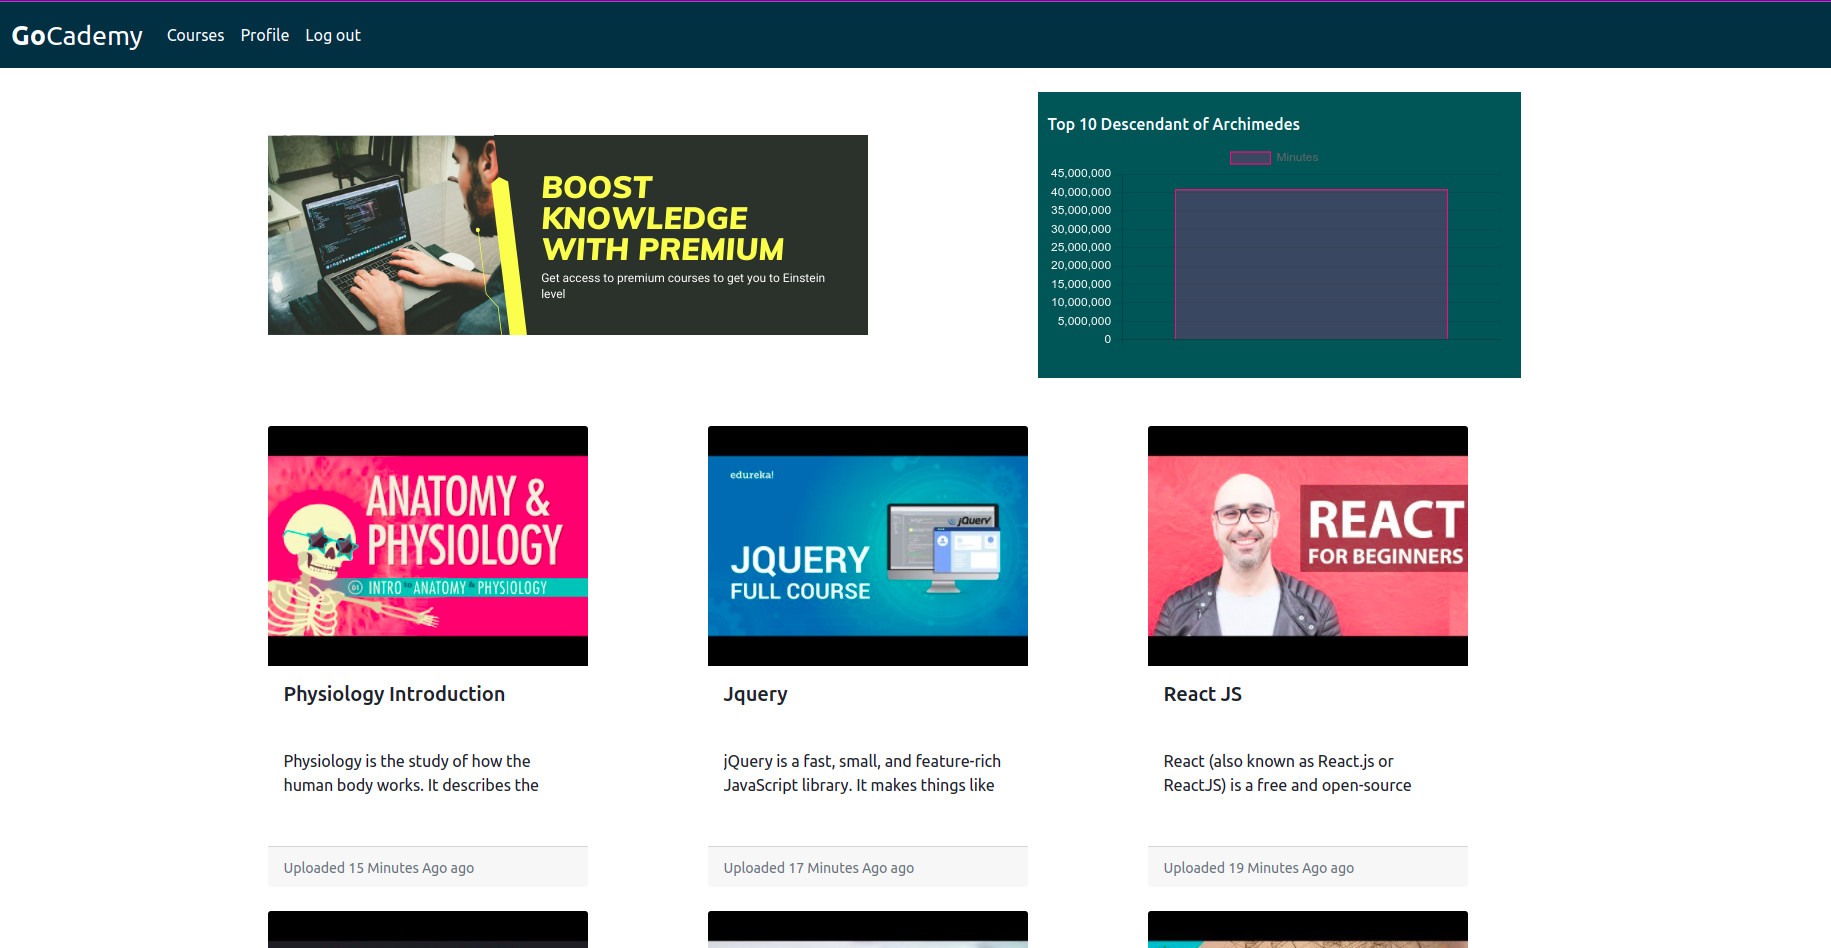 GoCademy Courses Profile Log out
BOOST
KNOWLEDGE
WITH PREMIUM
Get access to premium courses to get you to Einstein
level
Top 10 Descendant of Archimedes
Minutes
45,000,000
40,000,000
35,000,000
30,000,000
25,000,000
20,000,000
15,000,000
10,000,000
5,000,000
0
ANATOMY &
PHYSIOLOGY
01 INTRO TO ANATOMY & PHYSIOLOGY
Physiology Introduction
Physiology is the study of how the
human body works. It describes the
Uploaded 15 Minutes Ago ago
edureka!
jQuery
JQUERY
FULL COURSE
Jquery
jQuery is a fast, small, and feature-rich
JavaScript library. It makes things like
Uploaded 17 Minutes Ago ago
REACT
FOR BEGINNERS
React JS
React (also known as React.js or
ReactJS) is a free and open-source
Uploaded 19 Minutes Ago ago